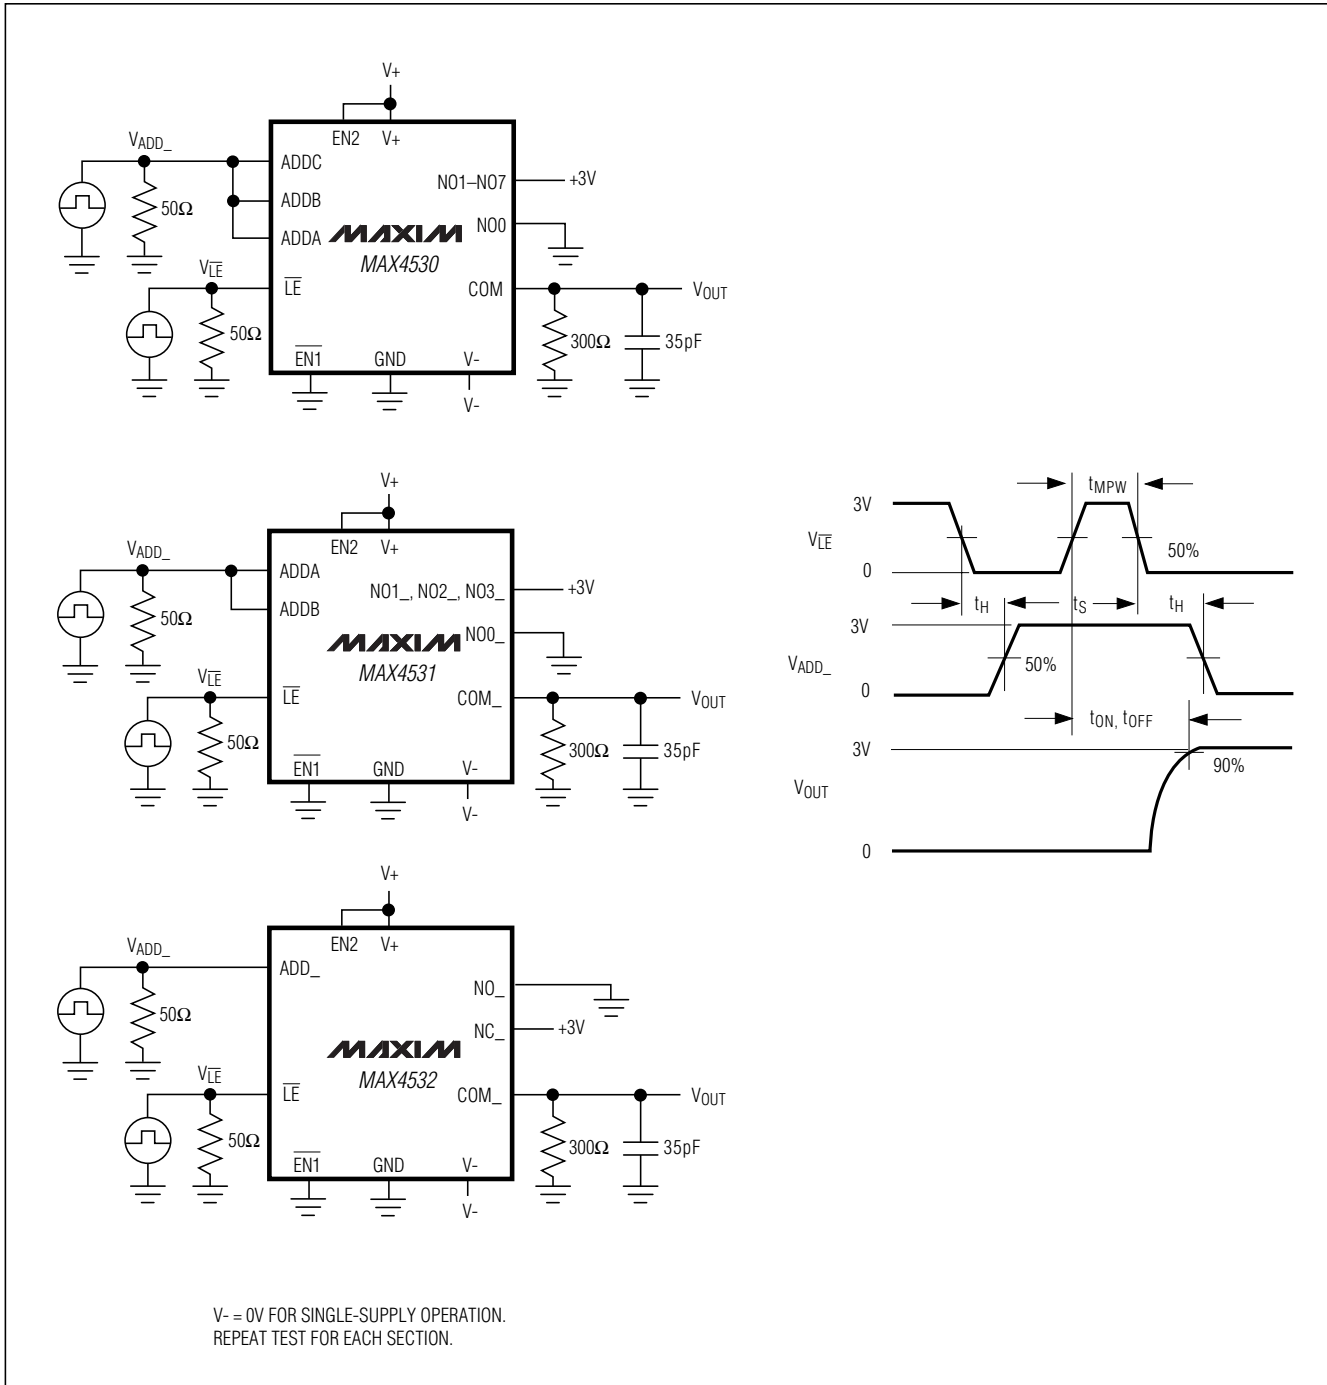 V+
EN2 V+
VADD_
ADDC
ADDB
ADDA
50Ω
NO1–NO7 +3V
NO0
MAXIM
MAX4530
VLE
LE
50Ω
COM
VOUT
300Ω
35pF
EN1 GND V-
V-
V+
EN2 V+
VADD_
ADDA
ADDB
50Ω
NO1_, NO2_, NO3_ +3V
NO0_
MAXIM
MAX4531
VLE
LE
50Ω
COM_
VOUT
300Ω
35pF
EN1 GND V-
V-
V+
EN2 V+
VADD_
ADD_
50Ω
NO_
NC_ +3V
MAXIM
MAX4532
VLE
LE
50Ω
COM_
VOUT
300Ω
35pF
EN1 GND V-
V-
tMPW
3V
VLE
50%
0
tH tS tH
3V
VADD_
50%
0
tON, tOFF
3V
90%
VOUT
0
V- = 0V FOR SINGLE-SUPPLY OPERATION.
REPEAT TEST FOR EACH SECTION.